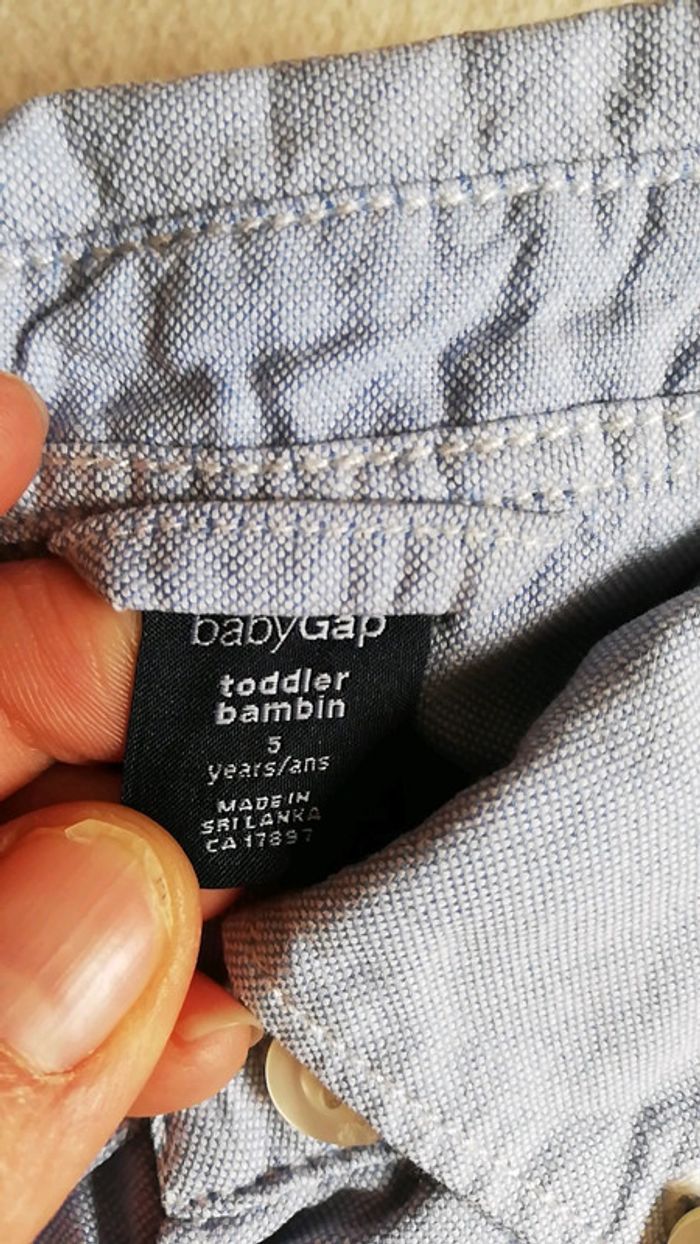 babyGap
toddler
bambin
5
years/ans
MADE IN
SRI LANKA
CA 17897